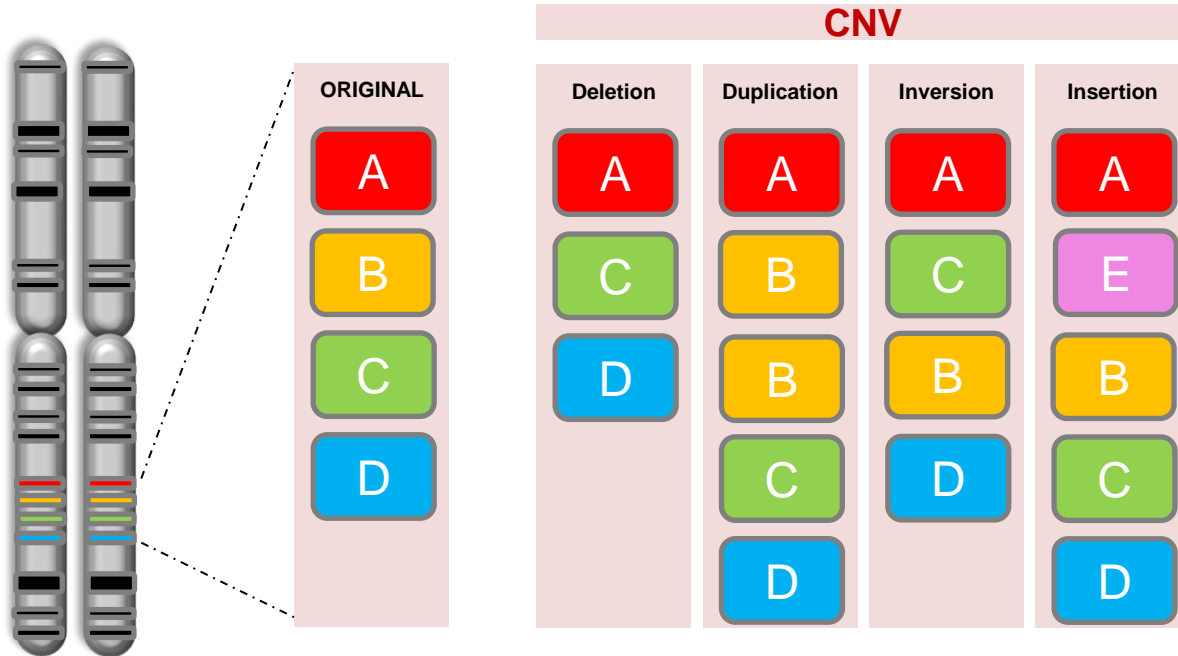 CNV
ORIGINAL
A
B
C
D
Deletion
A
C
D
Duplication
A
B
B
C
D
Inversion
A
C
B
D
Insertion
A
E
B
C
D